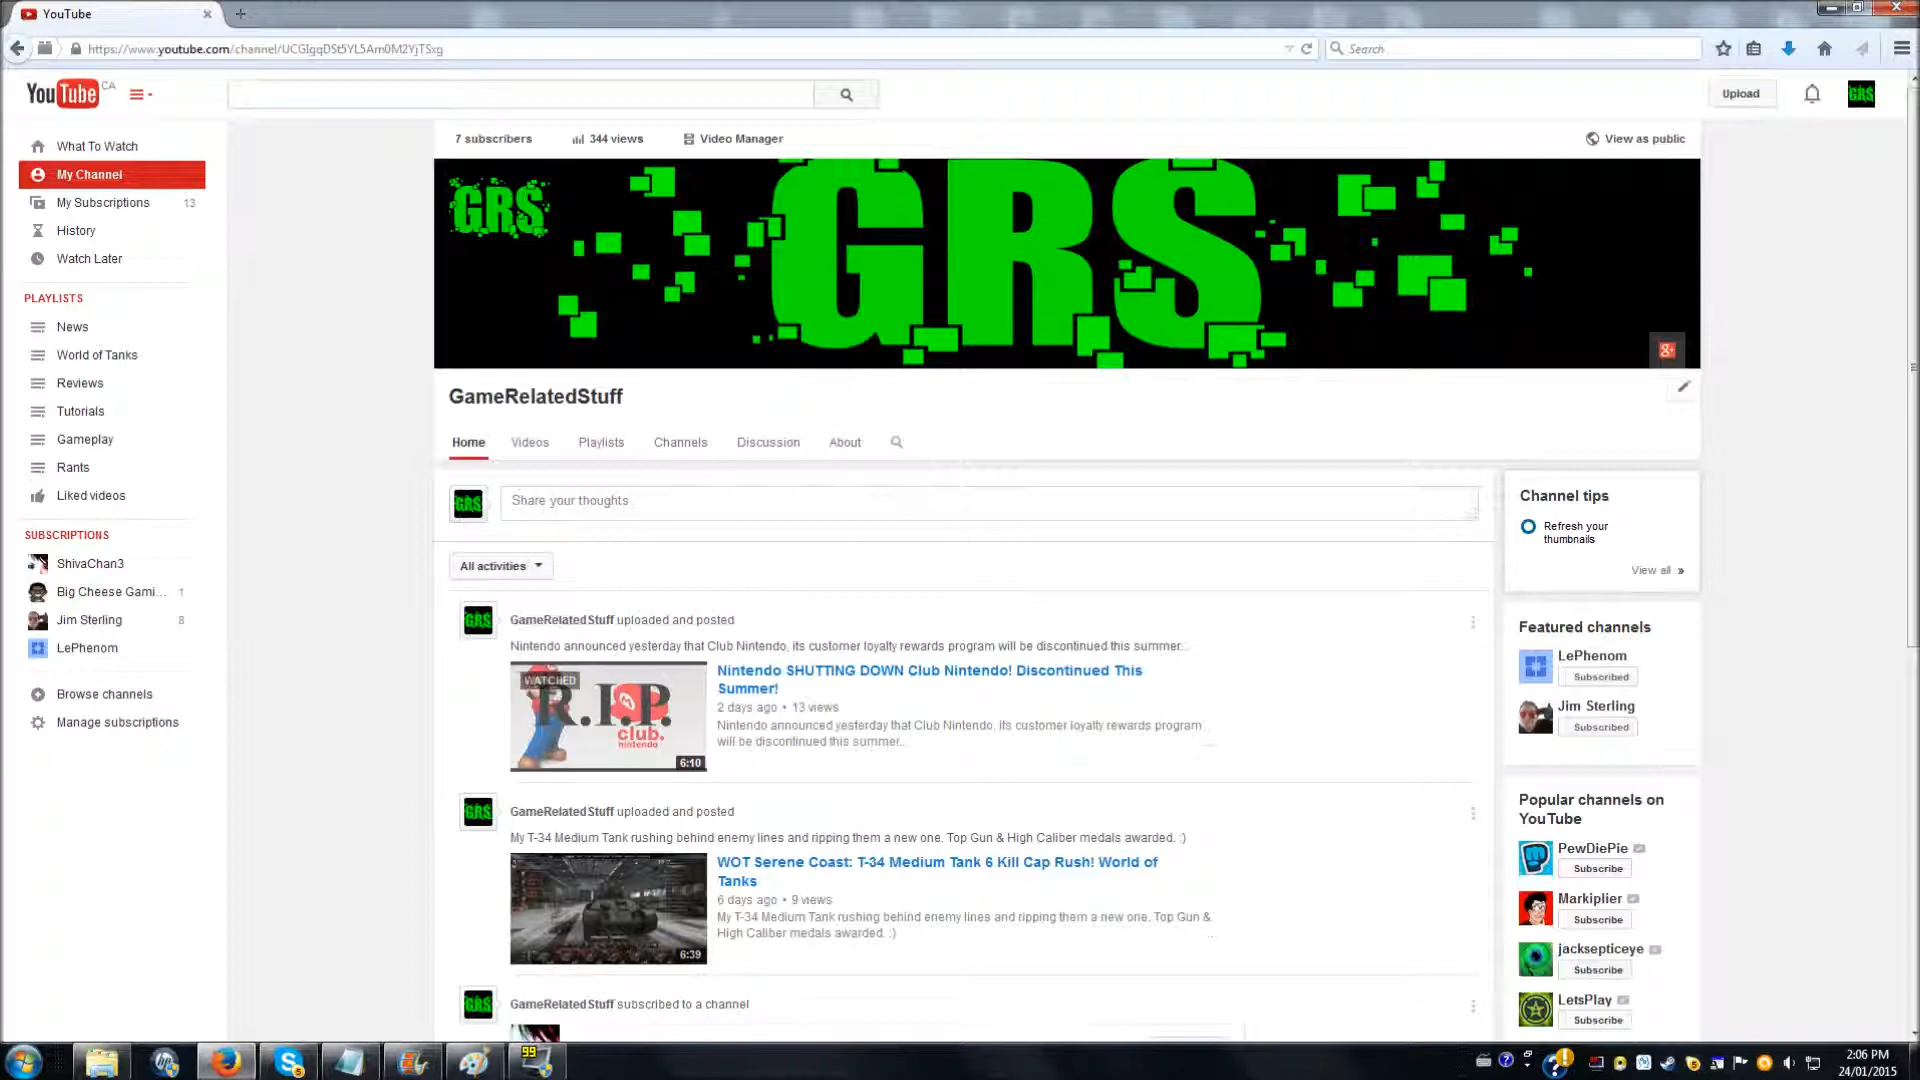 YouTube
https://www.youtube.com/channel/UCGIgqDSt5YL5Am0M2YjTSxg
Search
YouTube CA
Upload
GRS
What To Watch
My Channel
My Subscriptions 13
History
Watch Later
PLAYLISTS
News
World of Tanks
Reviews
Tutorials
Gameplay
Rants
Liked videos
SUBSCRIPTIONS
ShivaChan3
Big Cheese Gami... 1
Jim Sterling 8
LePhenom
Browse channels
Manage subscriptions
7 subscribers 344 views Video Manager View as public
GRS GRS
g+
GameRelatedStuff
Home Videos Playlists Channels Discussion About
GRS Share your thoughts
All activities
GRS GameRelatedStuff uploaded and posted
Nintendo announced yesterday that Club Nintendo, its customer loyalty rewards program will be discontinued this summer...
WATCHED
R.I.P.
club.
nintendo
6:10
Nintendo SHUTTING DOWN Club Nintendo! Discontinued This
Summer!
2 days ago • 13 views
Nintendo announced yesterday that Club Nintendo, its customer loyalty rewards program
will be discontinued this summer...
GRS GameRelatedStuff uploaded and posted
My T-34 Medium Tank rushing behind enemy lines and ripping them a new one. Top Gun & High Caliber medals awarded. :)
6:39
WOT Serene Coast: T-34 Medium Tank 6 Kill Cap Rush! World of
Tanks
6 days ago • 9 views
My T-34 Medium Tank rushing behind enemy lines and ripping them a new one. Top Gun &
High Caliber medals awarded. :)
GRS GameRelatedStuff subscribed to a channel
Channel tips
Refresh your
thumbnails
View all »
Featured channels
LePhenom
Subscribed
Jim Sterling
Subscribed
Popular channels on
YouTube
PewDiePie
Subscribe
Markiplier
Subscribe
jacksepticeye
Subscribe
LetsPlay
Subscribe
99
2:06 PM
24/01/2015